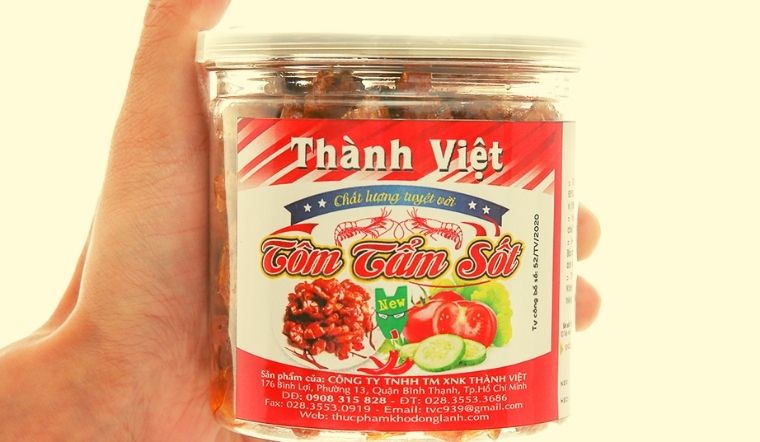 Thành Việt
Chất lượng tuyệt vời
Tôm Tẩm Sốt
New
Tự công bố số: 52/TV/2020
Sản phẩm của: CÔNG TY TNHH TM XNK THÀNH VIỆT
176 Bình Lợi, Phường 13, Quận Bình Thạnh, Tp.Hồ Chí Minh
DĐ: 0908 315 828 - ĐT: 028.3553.3686
Fax: 028.3553.0919 - Email: tvc939@gmail.com
Web: thucphamkhodonglanh.com